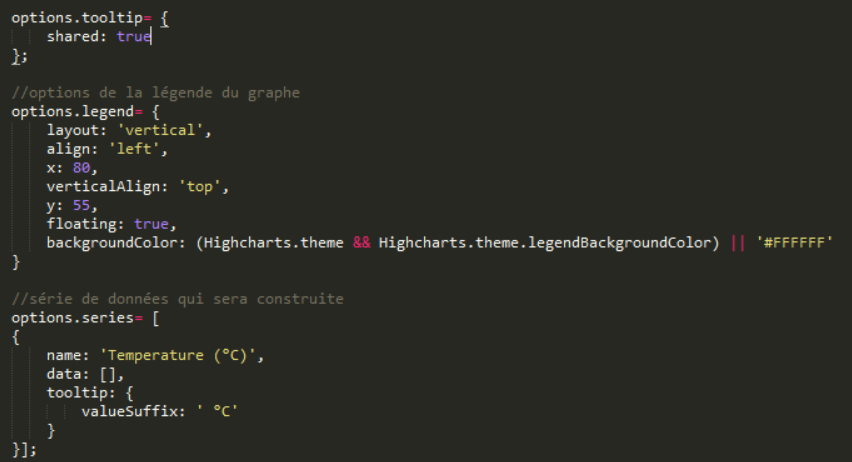 options.tooltip= {
    shared: true
};
//options de la légende du graphe
options.legend= {
    layout: 'vertical',
    align: 'left',
    x: 80,
    verticalAlign: 'top',
    y: 55,
    floating: true,
    backgroundColor: (Highcharts.theme && Highcharts.theme.legendBackgroundColor) || '#FFFFFF'
}
//série de données qui sera construite
options.series= [
{
    name: 'Temperature (°C)',
    data: [],
    tooltip: {
        valueSuffix: ' °C'
    }
}];